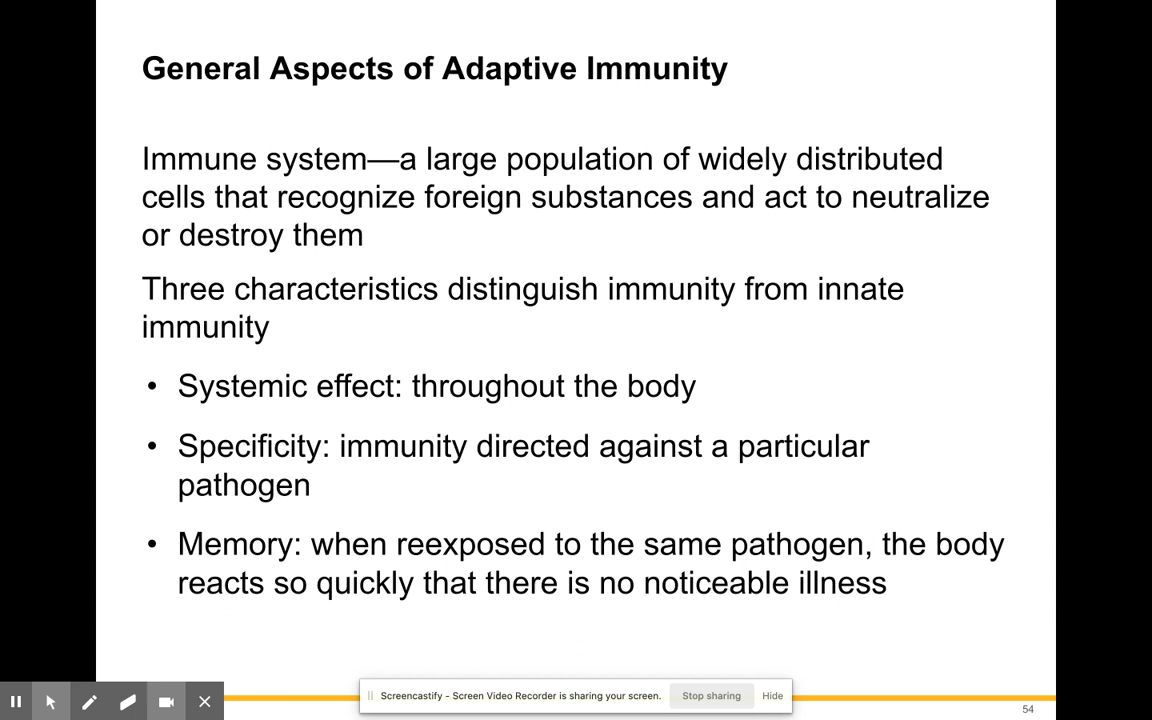 General Aspects of Adaptive Immunity
Immune system—a large population of widely distributed
cells that recognize foreign substances and act to neutralize
or destroy them
Three characteristics distinguish immunity from innate
immunity
• Systemic effect: throughout the body
• Specificity: immunity directed against a particular
pathogen
• Memory: when reexposed to the same pathogen, the body
reacts so quickly that there is no noticeable illness
Screencastify - Screen Video Recorder is sharing your screen. Stop sharing Hide
54